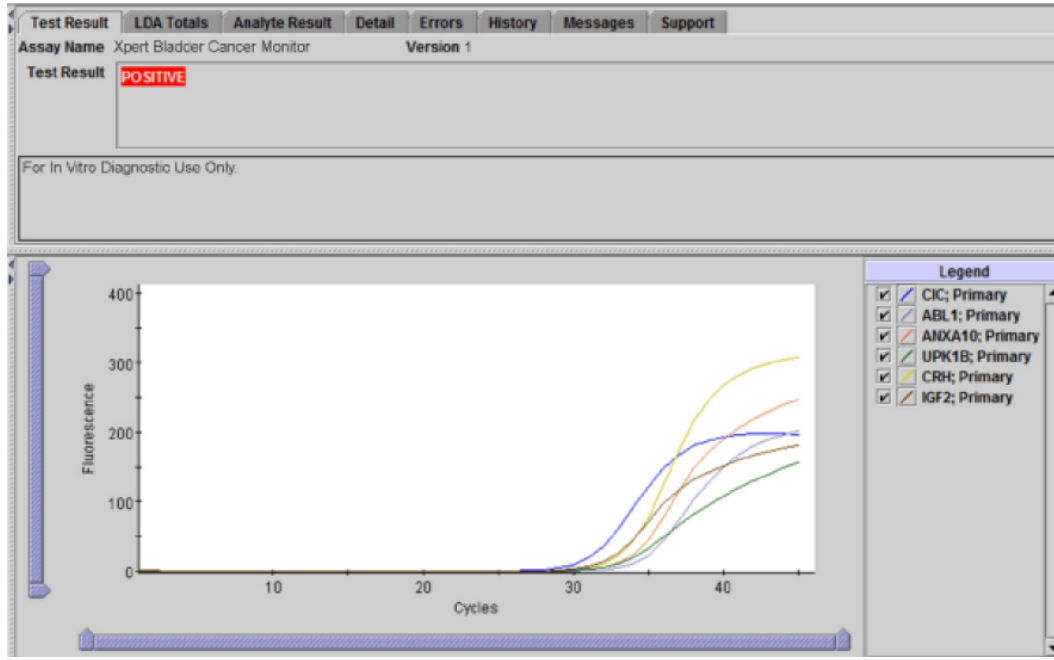 Test Result LDA Totals Analyte Result Detail Errors History Messages Support
Assay Name Xpert Bladder Cancer Monitor Version 1
Test Result POSITIVE
For In Vitro Diagnostic Use Only.
Legend
CIC; Primary
ABL1; Primary
ANXA10; Primary
UPK1B; Primary
CRH; Primary
IGF2; Primary
400
300
200
100
0
Fluorescence
10 20 30 40
Cycles